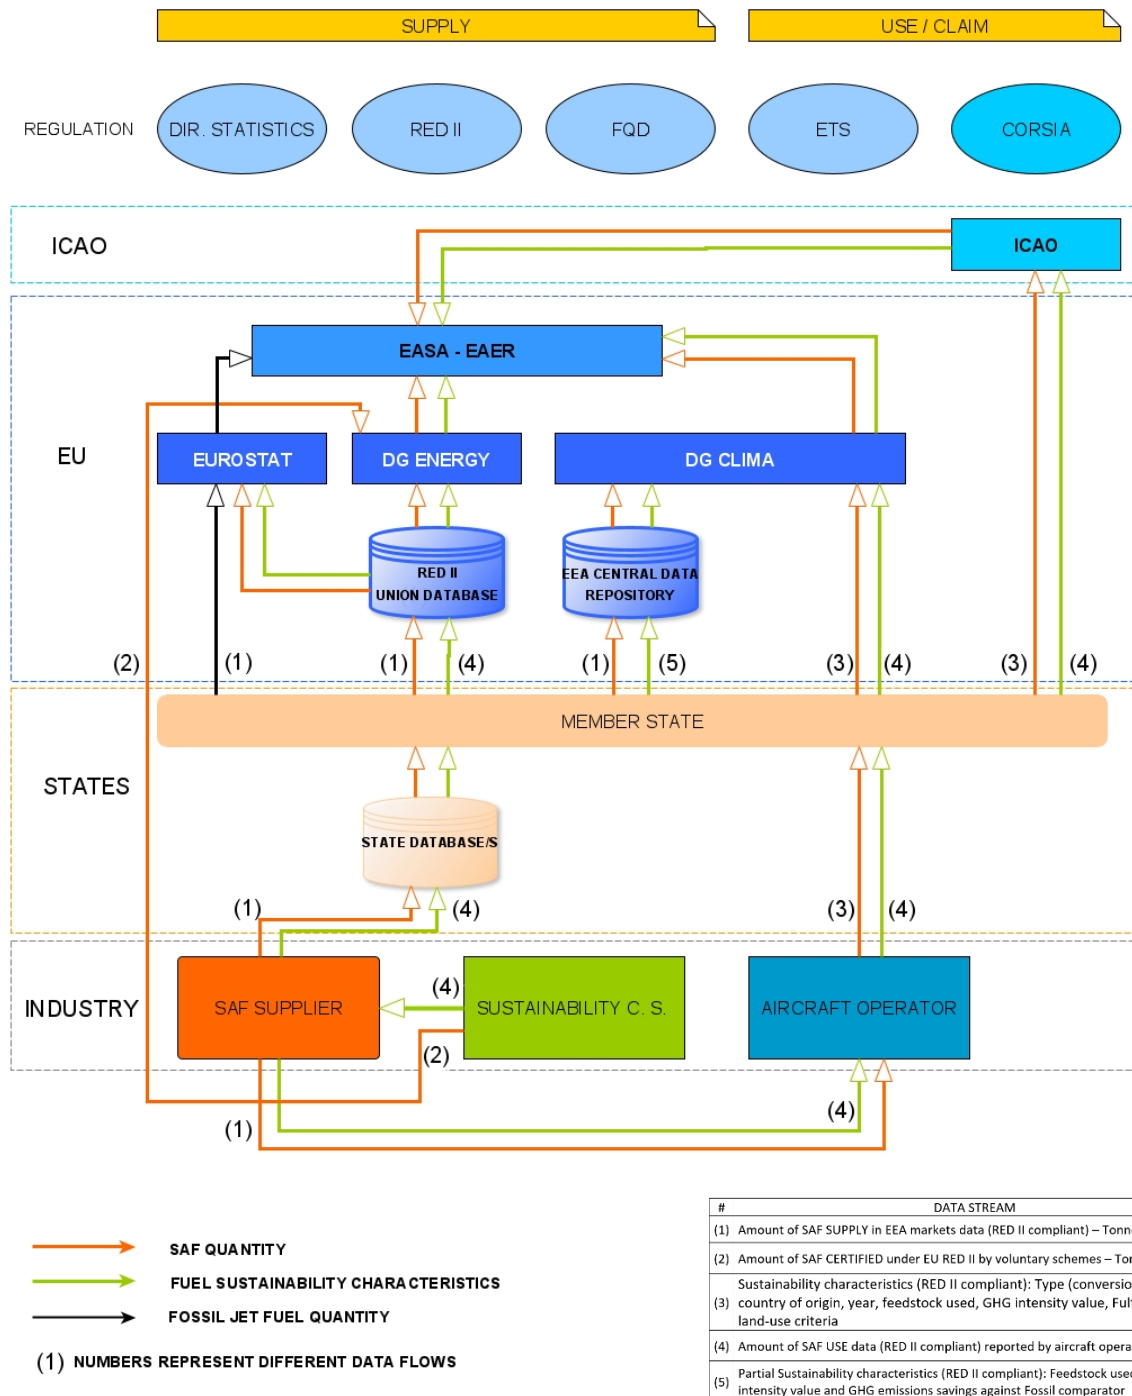 SUPPLY
USE / CLAIM
REGULATION
DIR. STATISTICS
RED II
FQD
ETS
CORSIA
ICAO
ICAO
EASA - EAER
EU
EUROSTAT
DG ENERGY
DG CLIMA
RED II
UNION DATABASE
EEA CENTRAL DATA
REPOSITORY
(2)
(1)
(1)
(4)
(1)
(5)
(3)
(4)
(3)
(4)
MEMBER STATE
STATES
STATE DATABASE/S
(1)
(4)
(3)
(4)
INDUSTRY
SAF SUPPLIER
(4)
SUSTAINABILITY C. S.
AIRCRAFT OPERATOR
(2)
(4)
(1)
SAF QUANTITY
FUEL SUSTAINABILITY CHARACTERISTICS
FOSSIL JET FUEL QUANTITY
(1) NUMBERS REPRESENT DIFFERENT DATA FLOWS
# DATA STREAM
(1) Amount of SAF SUPPLY in EEA markets data (RED II compliant) – Tonn
(2) Amount of SAF CERTIFIED under EU RED II by voluntary schemes – Ton
Sustainability characteristics (RED II compliant): Type (conversio
(3) country of origin, year, feedstock used, GHG intensity value, Fulf
land-use criteria
(4) Amount of SAF USE data (RED II compliant) reported by aircraft opera
Partial Sustainability characteristics (RED II compliant): Feedstock used
(5) intensity value and GHG emissions savings against Fossil comparator